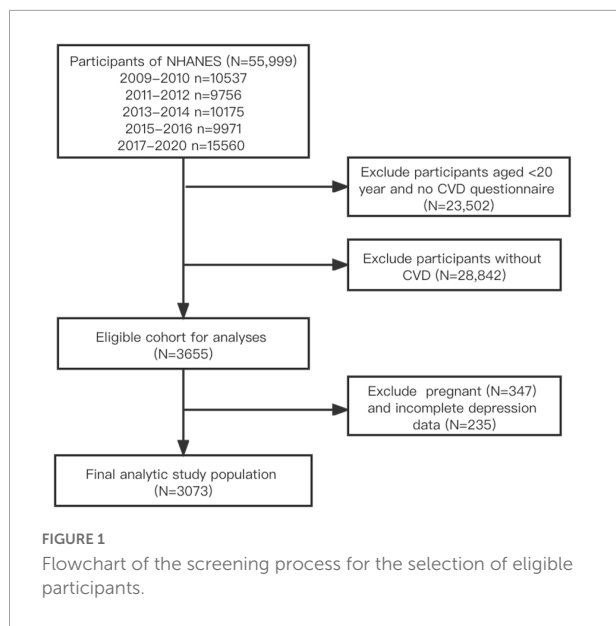 Participants of NHANES (N=55,999)
2009–2010 n=10537
2011–2012 n=9756
2013–2014 n=10175
2015–2016 n=9971
2017–2020 n=15560
Exclude participants aged <20
year and no CVD questionnaire
(N=23,502)
Exclude participants without
CVD (N=28,842)
Eligible cohort for analyses
(N=3655)
Exclude pregnant (N=347)
and incomplete depression
data (N=235)
Final analytic study population
(N=3073)
FIGURE 1
Flowchart of the screening process for the selection of eligible
participants.